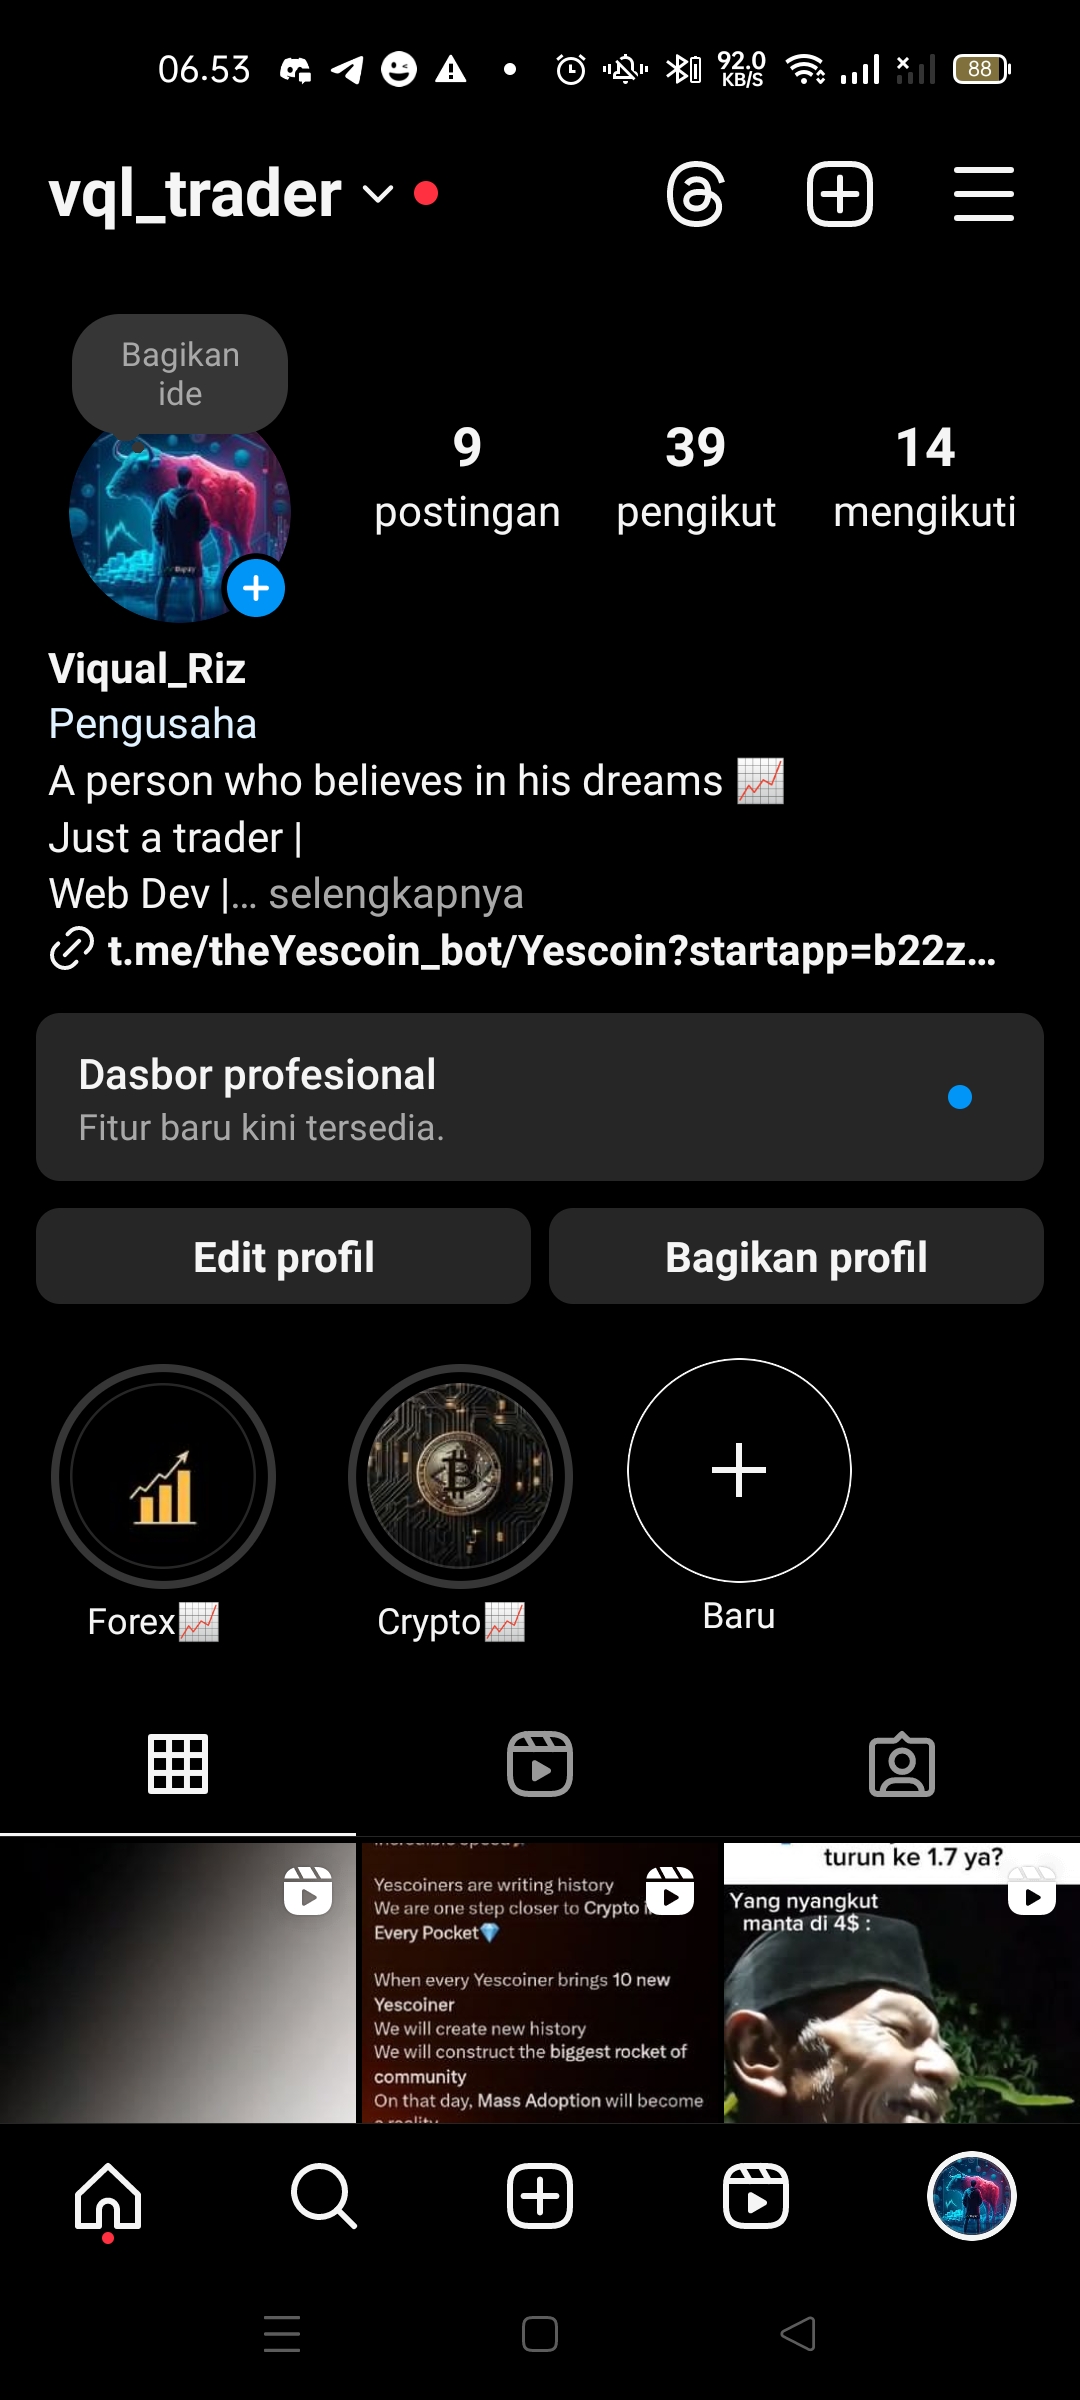 06.53
92.0
KB/S
88
vql_trader
Bagikan
ide
9
postingan
39
pengikut
14
mengikuti
Viqual_Riz
Pengusaha
A person who believes in his dreams 📈
Just a trader |
Web Dev |... selengkapnya
t.me/theYescoin_bot/Yescoin?startapp=b22z...
Dasbor profesional
Fitur baru kini tersedia.
Edit profil
Bagikan profil
Forex📈
Crypto📈
Baru
Yescoiners are writing history
We are one step closer to Crypto
Every Pocket💎
When every Yescoiner brings 10 new
Yescoiner
We will create new history
We will construct the biggest rocket of
community
On that day, Mass Adoption will become
turun ke 1.7 ya?
Yang nyangkut
manta di 4$ :